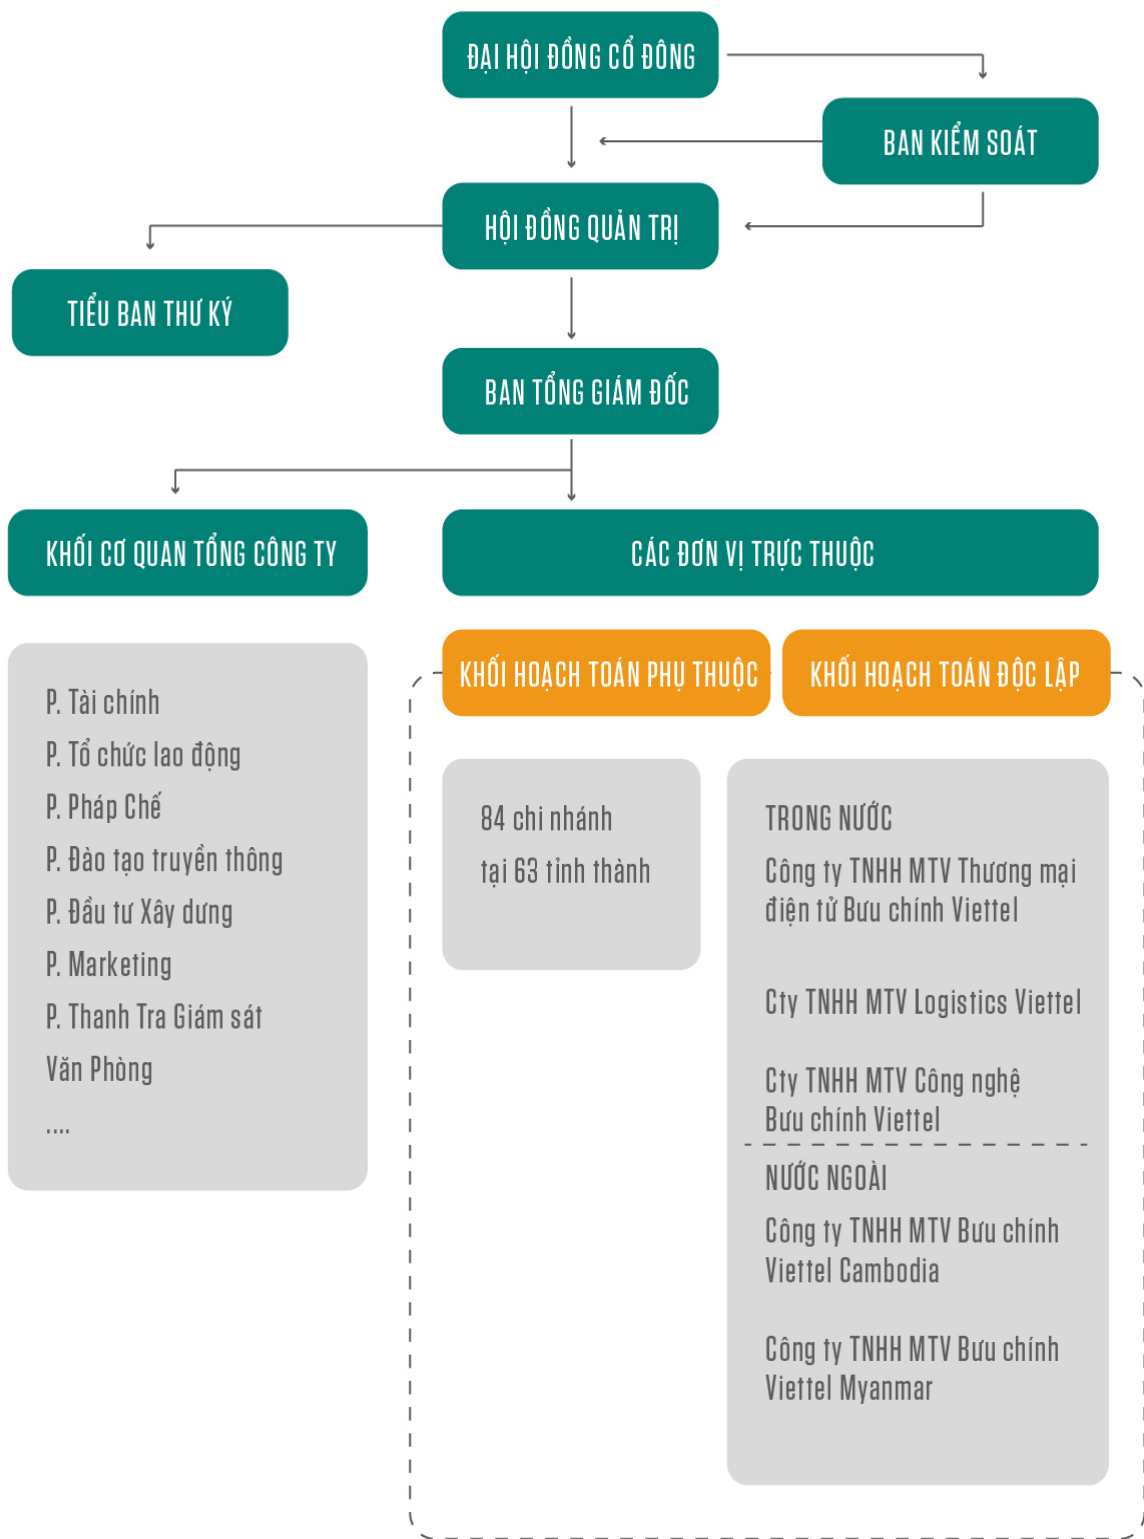 ĐẠI HỘI ĐỒNG CỔ ĐÔNG
BAN KIỂM SOÁT
HỘI ĐỒNG QUẢN TRỊ
TIỂU BAN THƯ KÝ
BAN TỔNG GIÁM ĐỐC
KHỐI CƠ QUAN TỔNG CÔNG TY
CÁC ĐƠN VỊ TRỰC THUỘC
P. Tài chính
P. Tổ chức lao động
P. Pháp Chế
P. Đào tạo truyền thông
P. Đầu tư Xây dưng
P. Marketing
P. Thanh Tra Giám sát
Văn Phòng
....
KHỐI HOẠCH TOÁN PHỤ THUỘC
KHỐI HOẠCH TOÁN ĐỘC LẬP
84 chi nhánh
tại 63 tỉnh thành
TRONG NƯỚC
Công ty TNHH MTV Thương mại
điện tử Bưu chính Viettel
Cty TNHH MTV Logistics Viettel
Cty TNHH MTV Công nghệ
Bưu chính Viettel
NƯỚC NGOÀI
Công ty TNHH MTV Bưu chính
Viettel Cambodia
Công ty TNHH MTV Bưu chính
Viettel Myanmar